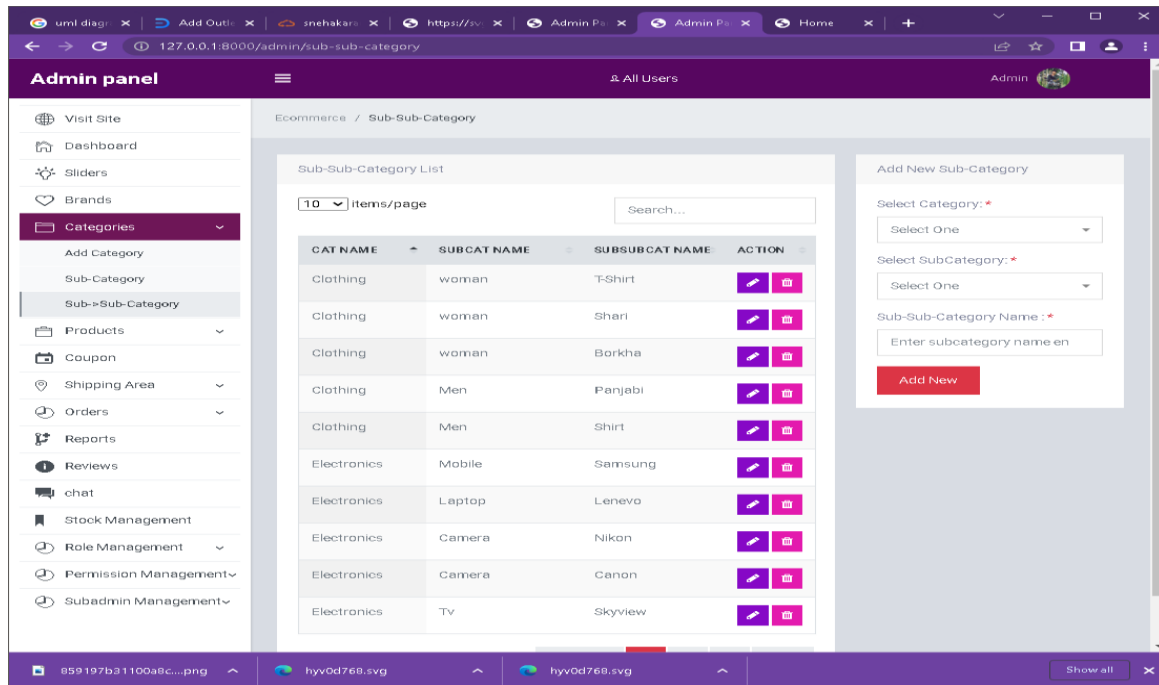 uml diagr
Add Outl
snehakar
https://sv
Admin Pa
Admin Pa
Home
127.0.0.1:8000/admin/sub-sub-category
Admin panel
All Users
Admin
Visit Site
Dashboard
Sliders
Brands
Categories
Add Category
Sub-Category
Sub->Sub-Category
Products
Coupon
Shipping Area
Orders
Reports
Reviews
chat
Stock Management
Role Management
Permission Management
Subadmin Management
Ecommerce / Sub-Sub-Category
Sub-Sub-Category List
10 items/page
Search...
CAT NAME SUBCAT NAME SUBSUBCAT NAME ACTION
Clothing woman T-Shirt
Clothing woman Shari
Clothing woman Borkha
Clothing Men Panjabi
Clothing Men Shirt
Electronics Mobile Samsung
Electronics Laptop Lenevo
Electronics Camera Nikon
Electronics Camera Canon
Electronics Tv Skyview
Add New Sub-Category
Select Category: *
Select One
Select SubCategory: *
Select One
Sub-Sub-Category Name : *
Enter subcategory name en
Add New
859197b31100a8c....png
hyv0d768.svg
hyv0d768.svg
Show all